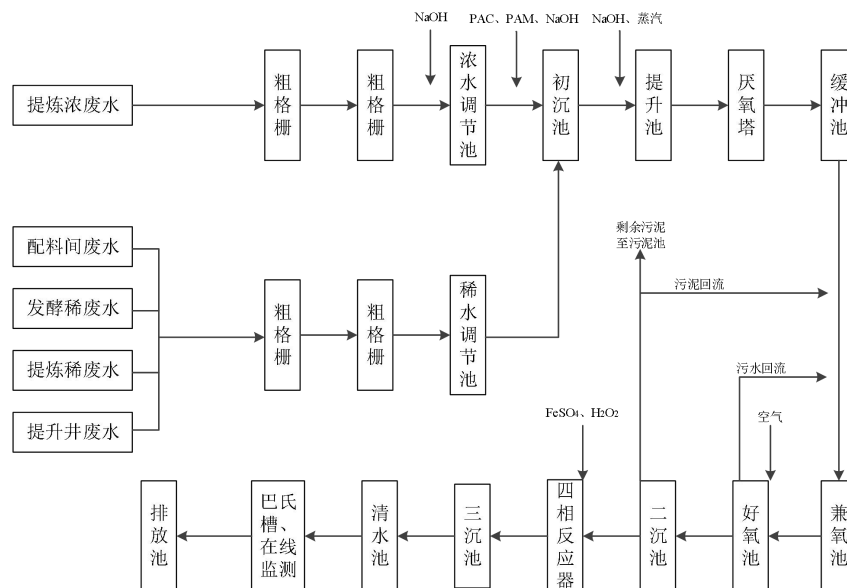 NaOH
PAC、PAM、NaOH
NaOH、蒸汽
提炼浓废水
粗格栅
粗格栅
浓水调节池
初沉池
提升池
厌氧塔
缓冲池
配料间废水
发酵稀废水
提炼稀废水
提升井废水
粗格栅
粗格栅
稀水调节池
剩余污泥
至污泥池
污泥回流
污水回流
空气
FeSO4、H2O2
排放池
巴氏
槽、
在线
监测
清水池
三沉池
四相反应器
二沉池
好氧池
兼氧池